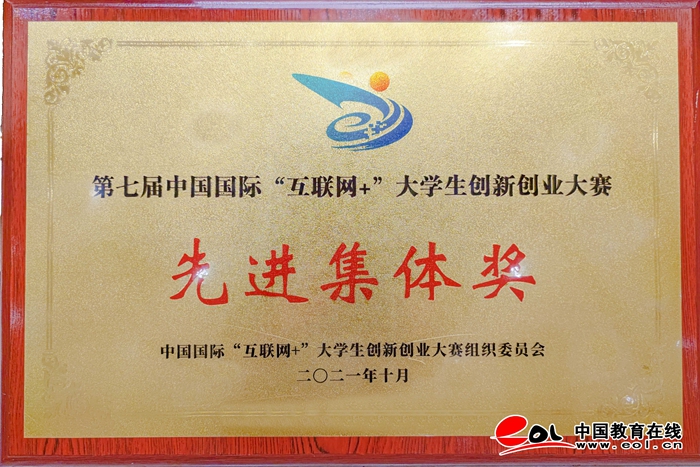 第七届中国国际“互联网+”大学生创新创业大赛
先进集体奖
中国国际“互联网+”大学生创新创业大赛组织委员会
二〇二一年十月
eol 中国教育在线
www.eol.cn